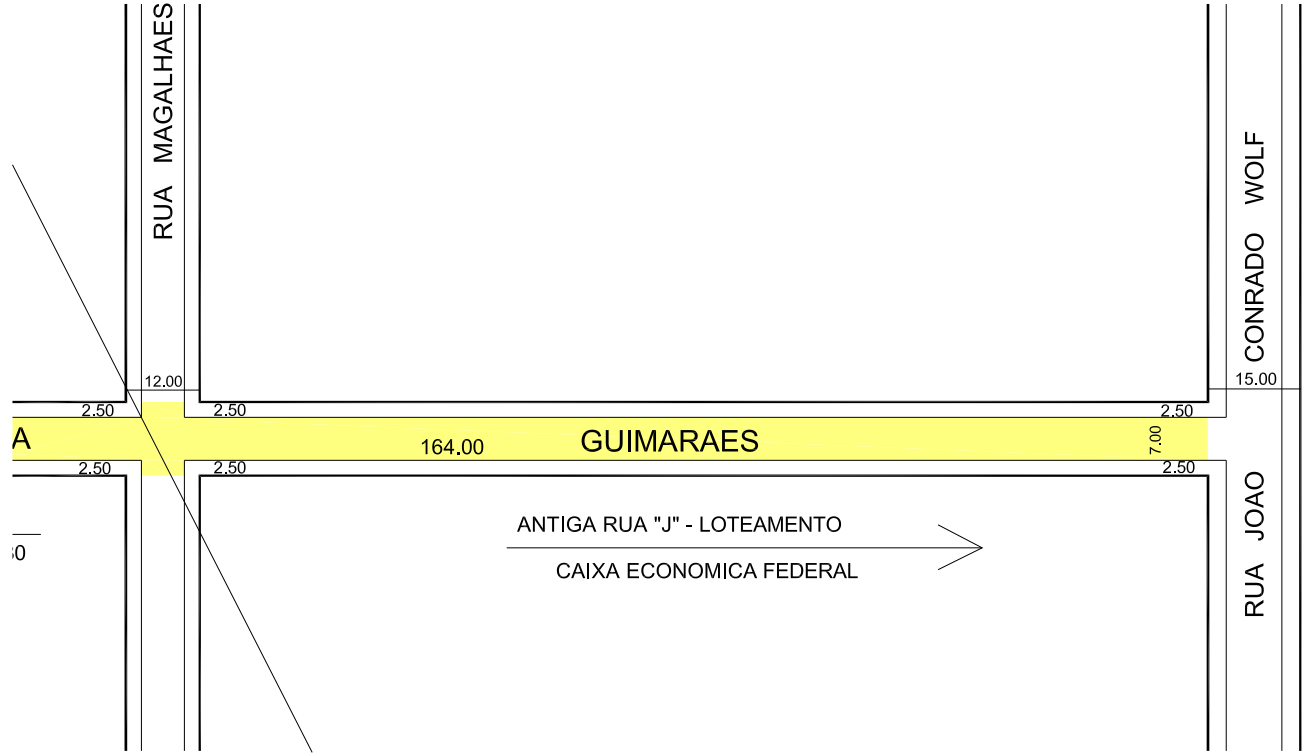 RUA MAGALHAES
RUA JOAO CONRADO WOLF
12.00
15.00
2.50
2.50
2.50
A
164.00
GUIMARAES
7.00
2.50
2.50
2.50
ANTIGA RUA "J" - LOTEAMENTO
CAIXA ECONOMICA FEDERAL